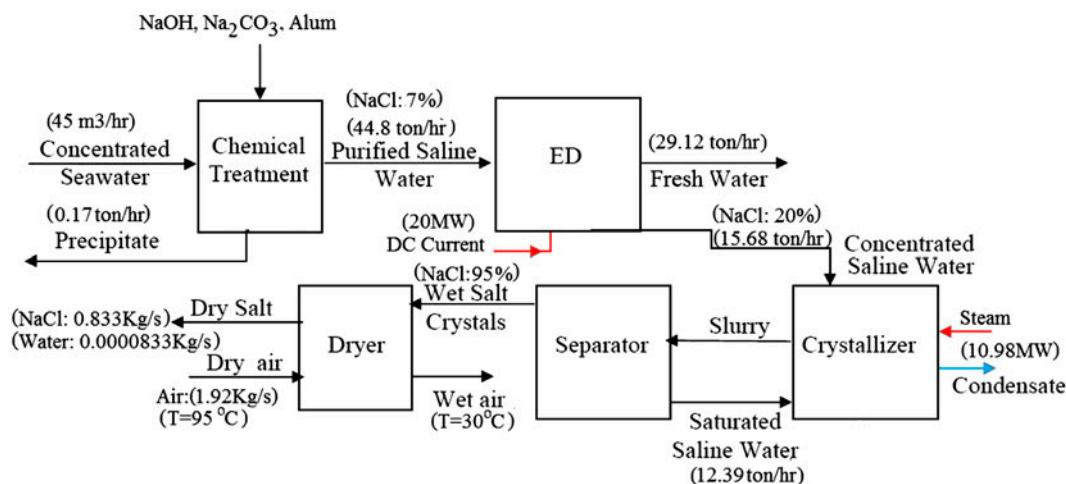 NaOH, Na₂CO₃, Alum
(45 m3/hr)
Concentrated
Seawater
Chemical
Treatment
(0.17 ton/hr)
Precipitate
(NaCl: 7%)
(44.8 ton/hr)
Purified Saline
Water
ED
(29.12 ton/hr)
Fresh Water
(20MW)
DC Current
(NaCl: 20%)
(15.68 ton/hr)
Concentrated
Saline Water
(NaCl:95%)
Wet Salt
Crystals
Dry Salt
(NaCl: 0.833Kg/s)
(Water: 0.0000833Kg/s)
Dry air
Air:(1.92Kg/s)
(T=95 °C)
Dryer
Wet air
(T=30°C)
Separator
Slurry
Saturated
Saline Water
(12.39 ton/hr)
Crystallizer
Steam
(10.98MW)
Condensate